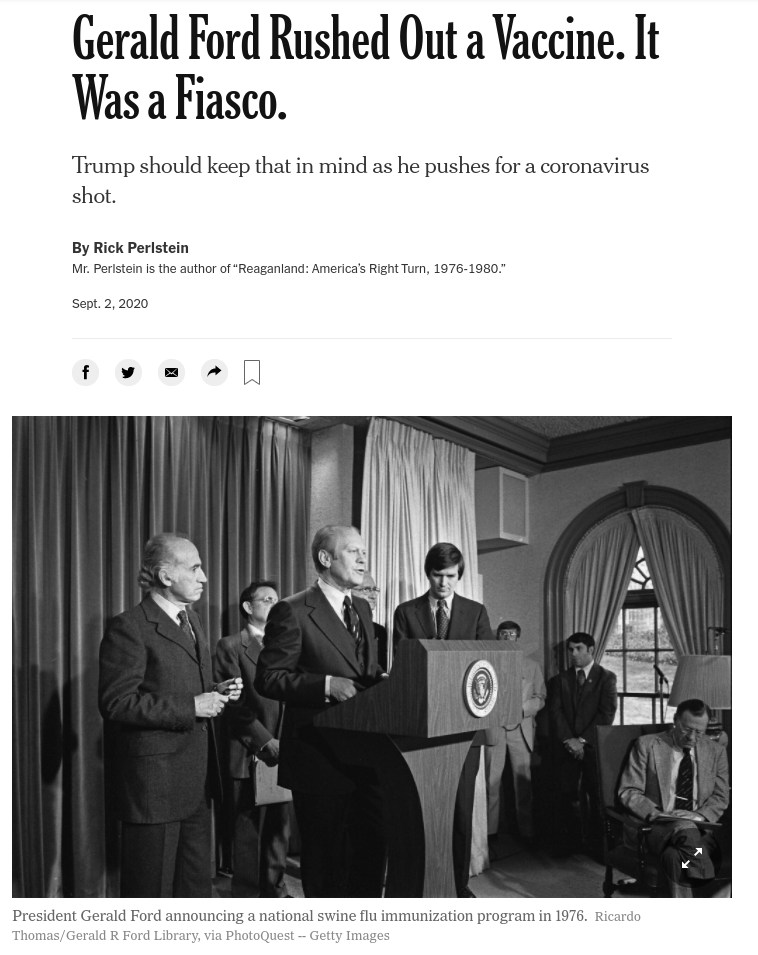 Gerald Ford Rushed Out a Vaccine. It
Was a Fiasco.
Trump should keep that in mind as he pushes for a coronavirus
shot.
By Rick Perlstein
Mr. Perlstein is the author of “Reaganland: America’s Right Turn, 1976-1980.”
Sept. 2, 2020
President Gerald Ford announcing a national swine flu immunization program in 1976. Ricardo
Thomas/Gerald R Ford Library, via PhotoQuest -- Getty Images